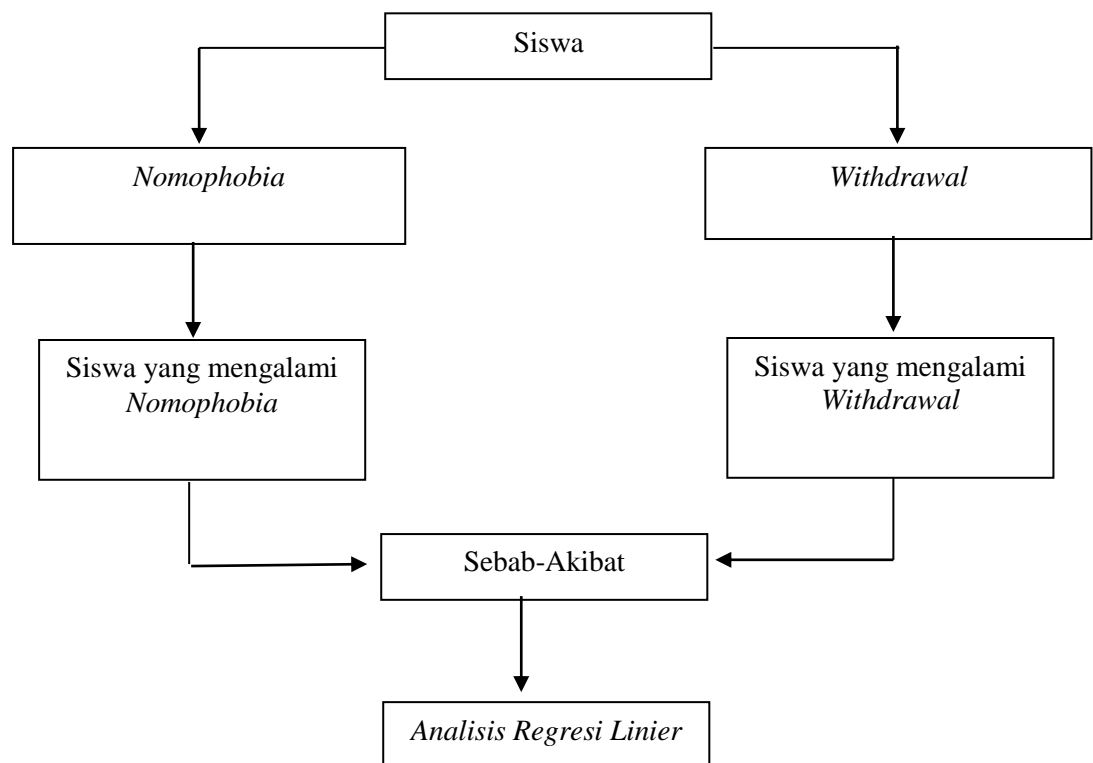 Siswa
Nomophobia
Withdrawal
Siswa yang mengalami
Nomophobia
Siswa yang mengalami
Withdrawal
Sebab-Akibat
Analisis Regresi Linier